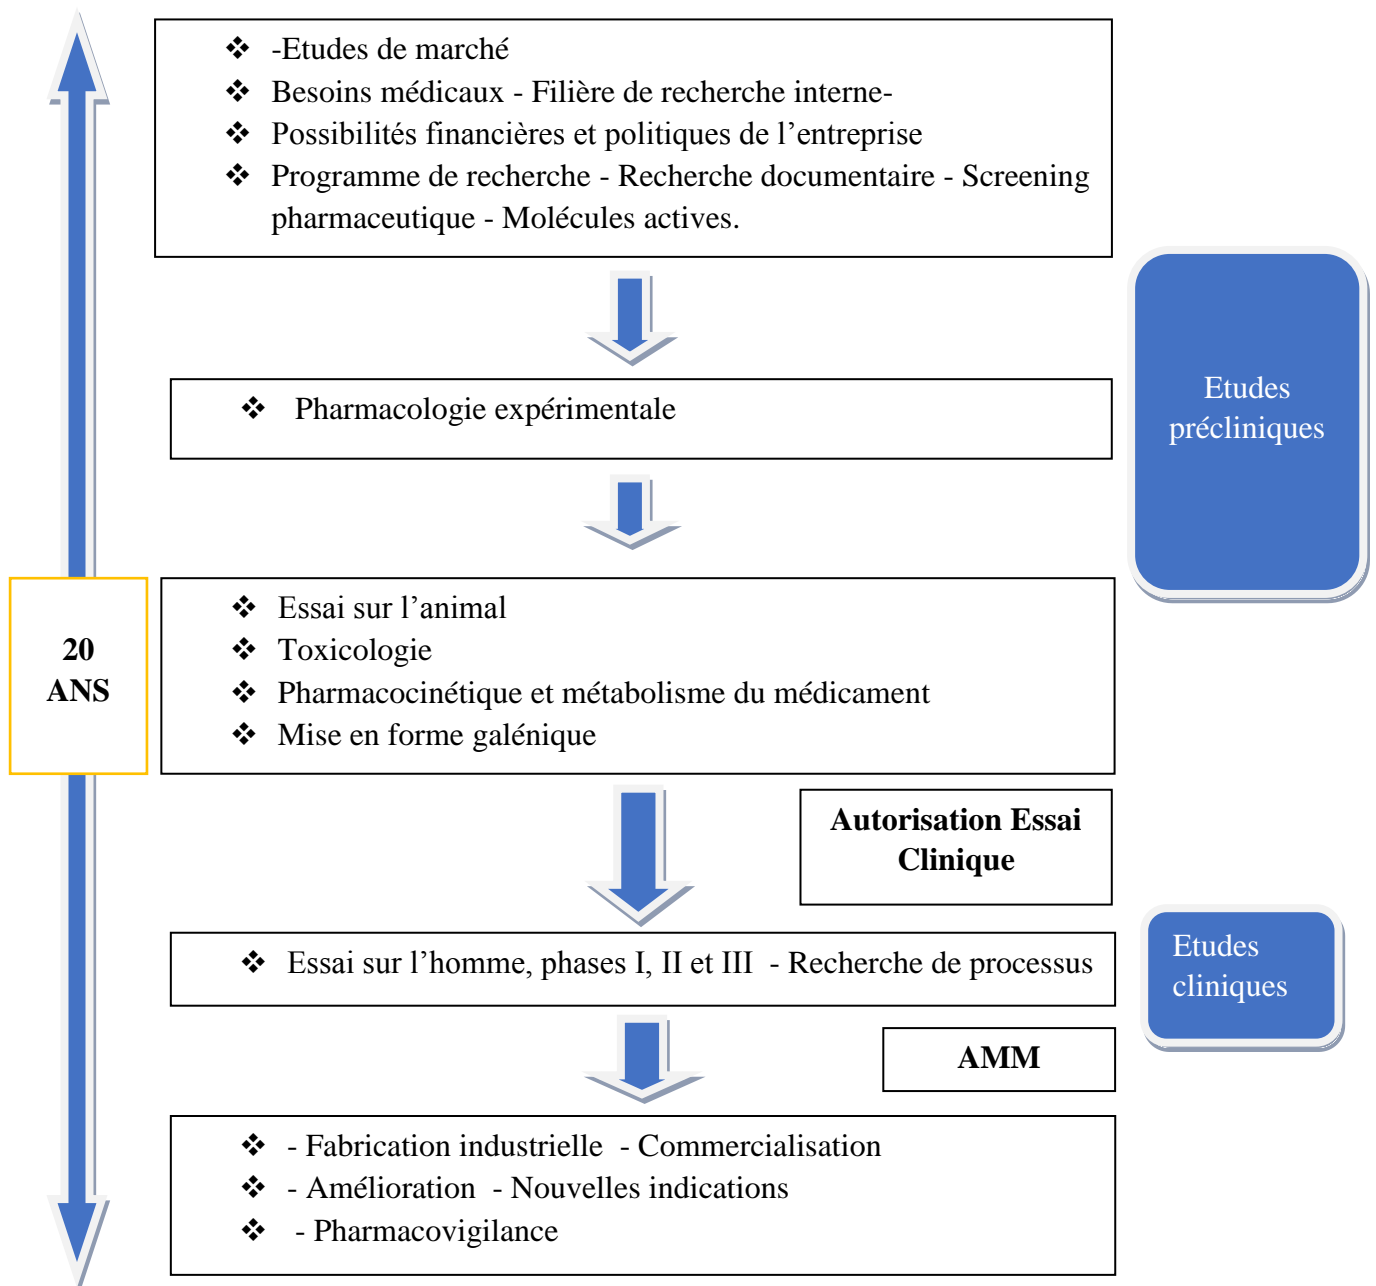 ❖ -Etudes de marché
❖ Besoins médicaux - Filière de recherche interne-
❖ Possibilités financières et politiques de l’entreprise
❖ Programme de recherche - Recherche documentaire - Screening
pharmaceutique - Molécules actives.
❖ Pharmacologie expérimentale
Etudes
précliniques
20
ANS
❖ Essai sur l’animal
❖ Toxicologie
❖ Pharmacocinétique et métabolisme du médicament
❖ Mise en forme galénique
Autorisation Essai
Clinique
❖ Essai sur l’homme, phases I, II et III - Recherche de processus
Etudes
cliniques
AMM
❖ - Fabrication industrielle - Commercialisation
❖ - Amélioration - Nouvelles indications
❖ - Pharmacovigilance